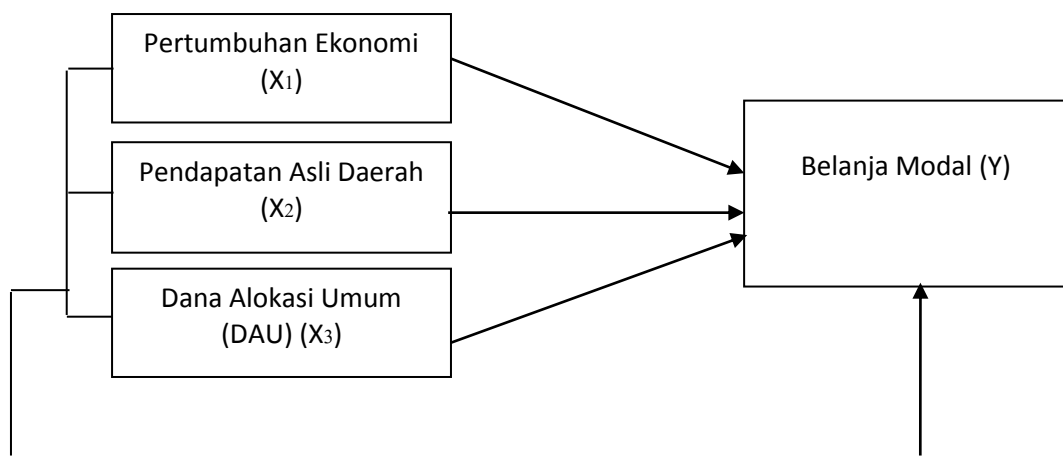 Pertumbuhan Ekonomi
(X1)
Pendapatan Asli Daerah
(X2)
Dana Alokasi Umum
(DAU) (X3)
Belanja Modal (Y)